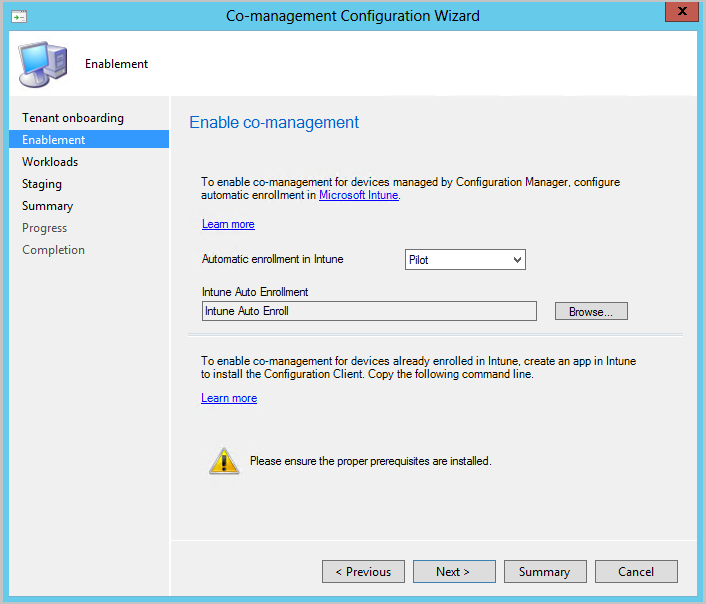 Co-management Configuration Wizard
X
Enablement
Tenant onboarding
Enablement
Workloads
Staging
Summary
Progress
Completion
Enable co-management
To enable co-management for devices managed by Configuration Manager, configure
automatic enrollment in Microsoft Intune.
Learn more
Automatic enrollment in Intune
Pilot
Intune Auto Enrollment
Intune Auto Enroll
Browse...
To enable co-management for devices already enrolled in Intune, create an app in Intune
to install the Configuration Client. Copy the following command line.
Learn more
Please ensure the proper prerequisites are installed.
< Previous
Next >
Summary
Cancel